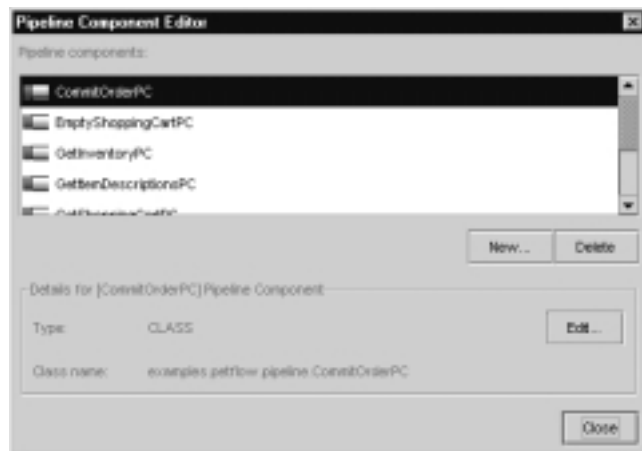 Pipeline Component Editor
Pipeline components:
CommitOrderPC
EmptyShoppingCartPC
GetInventoryPC
GetItemDescriptionsPC
GetShoppingCartPC
New... Delete
Details for [CommitOrderPC] Pipeline Component
Type: CLASS
Edit...
Class name: examples.petflow.pipeline.CommitOrderPC
Close